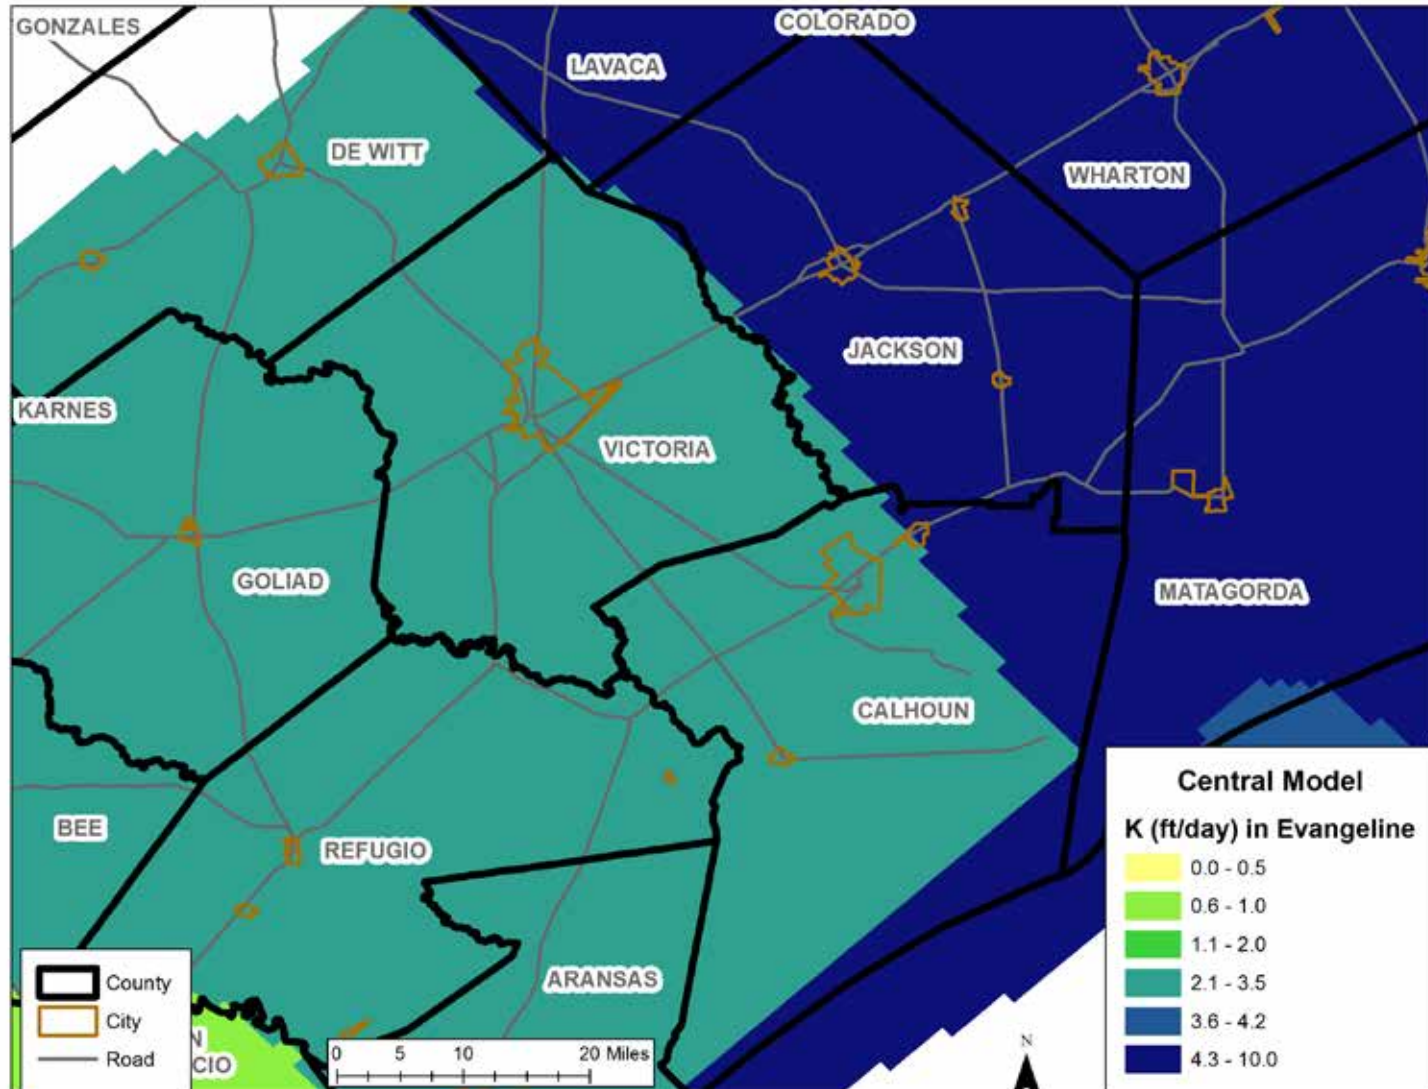 GONZALES
COLORADO
LAVACA
DE WITT
WHARTON
JACKSON
KARNES
VICTORIA
GOLIAD
MATAGORDA
CALHOUN
BEE
REFUGIO
ARANSAS
N
CIO
County
City
Road
0 5 10 20 Miles
N
Central Model
K (ft/day) in Evangeline
0.0 - 0.5
0.6 - 1.0
1.1 - 2.0
2.1 - 3.5
3.6 - 4.2
4.3 - 10.0